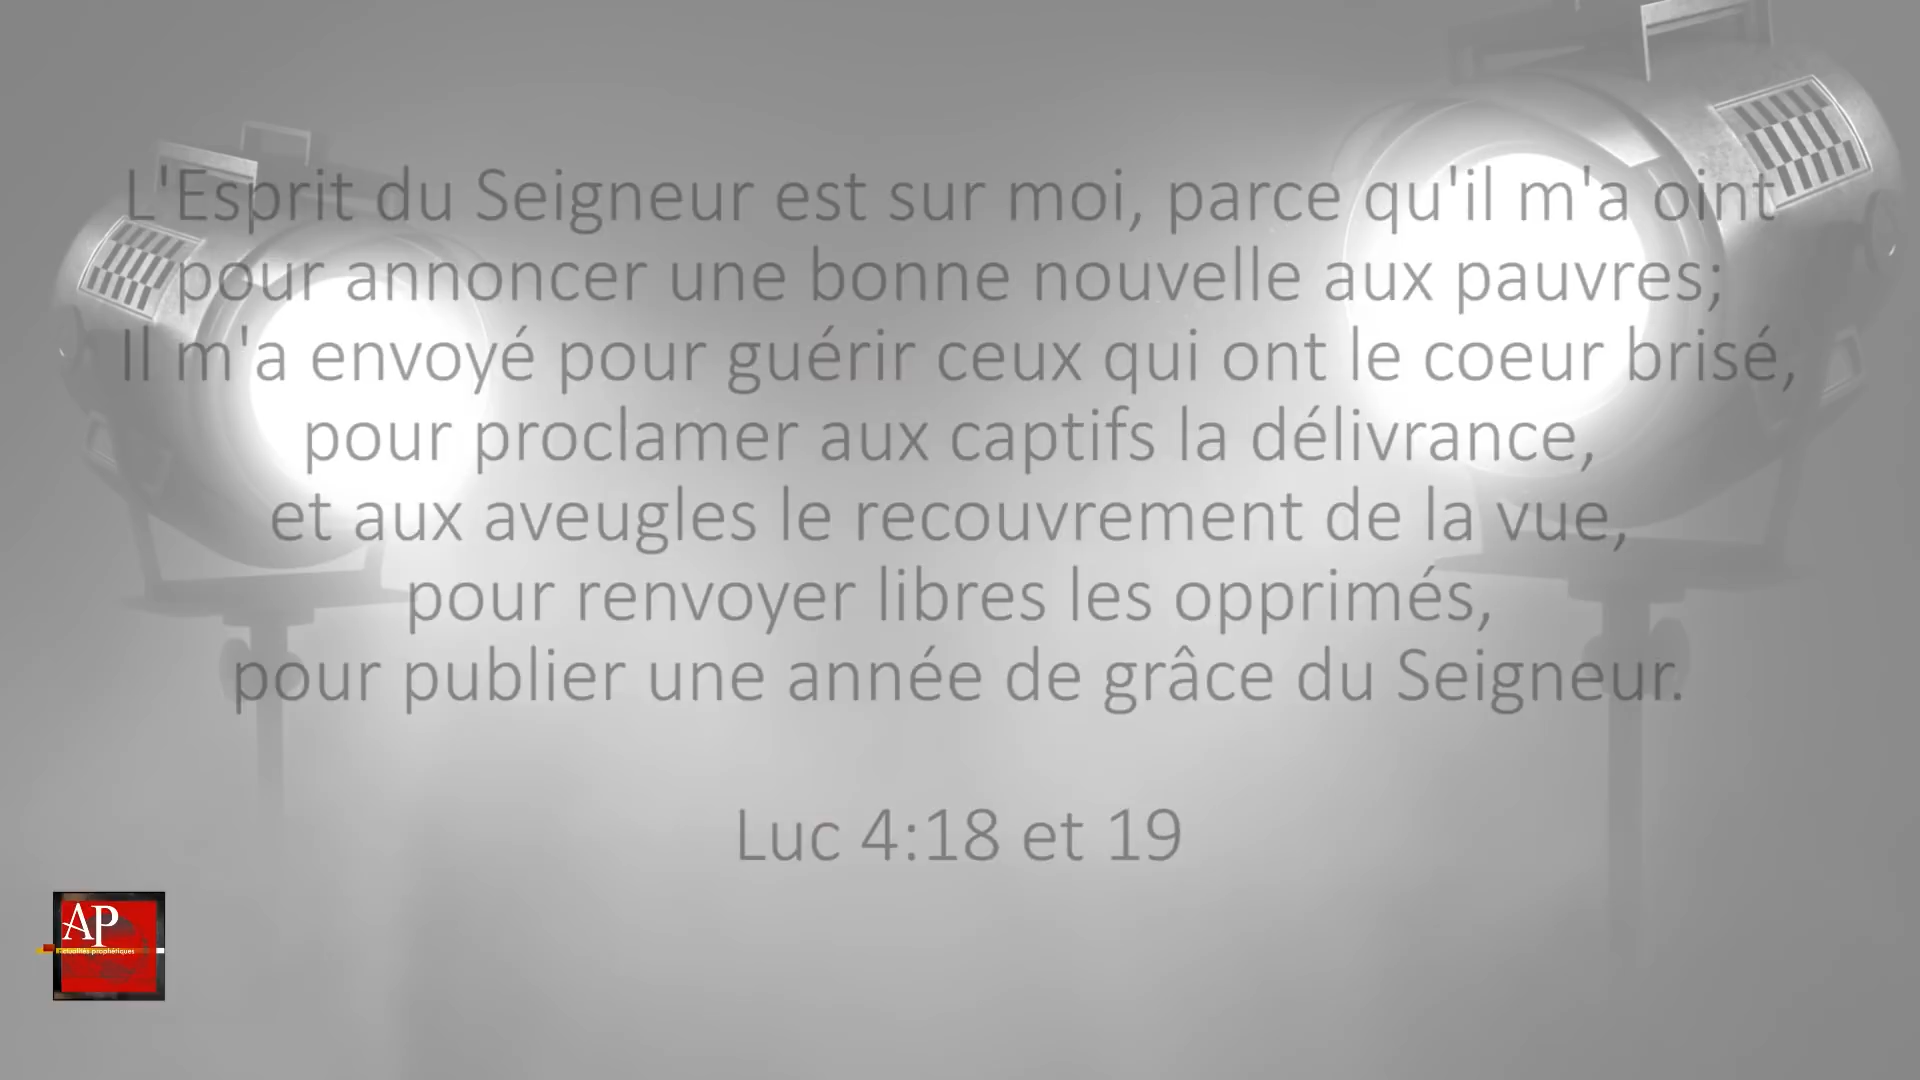 L'Esprit du Seigneur est sur moi, parce qu'il m'a oint
pour annoncer une bonne nouvelle aux pauvres;
Il m'a envoyé pour guérir ceux qui ont le coeur brisé,
pour proclamer aux captifs la délivrance,
et aux aveugles le recouvrement de la vue,
pour renvoyer libres les opprimés,
pour publier une année de grâce du Seigneur.
Luc 4:18 et 19
AP
actualités prophétiques